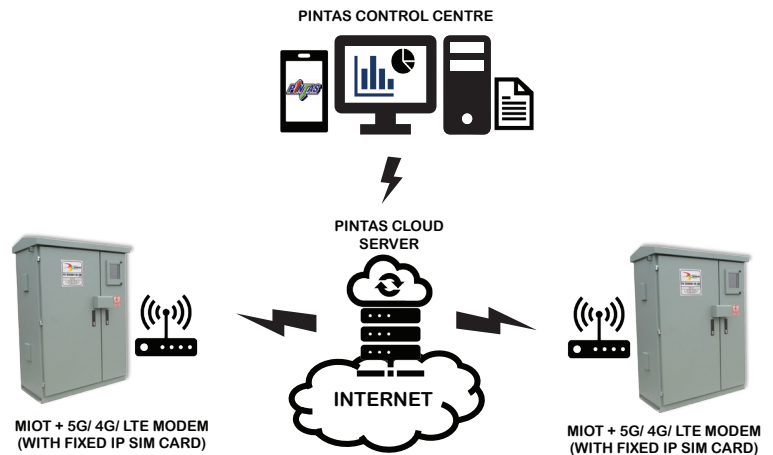 PINTAS CONTROL CENTRE
PINTAS
PINTAS CLOUD
SERVER
INTERNET
MIOT + 5G/ 4G/ LTE MODEM
(WITH FIXED IP SIM CARD)
MIOT + 5G/ 4G/ LTE MODEM
(WITH FIXED IP SIM CARD)